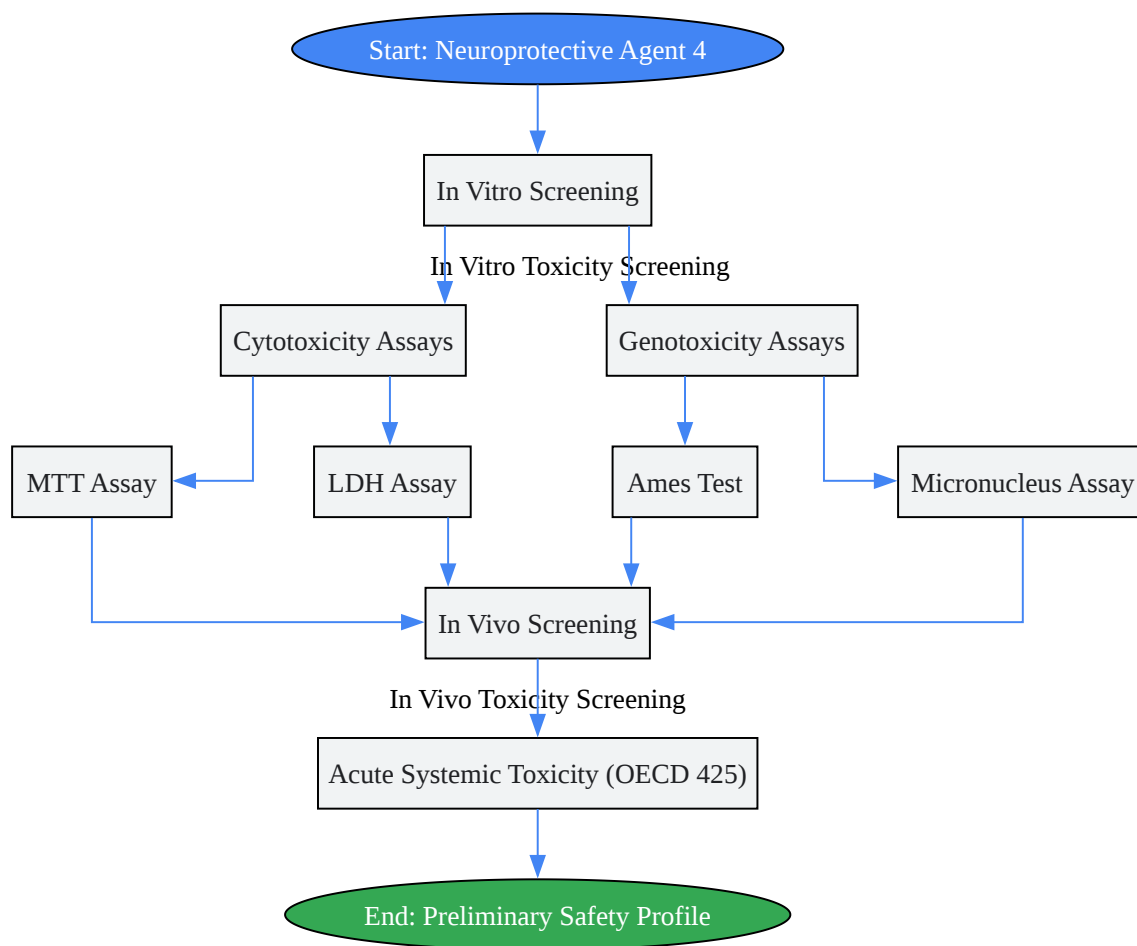 Start: Neuroprotective Agent 4
In Vitro Screening
In Vitro Toxicity Screening
Cytotoxicity Assays
Genotoxicity Assays
MTT Assay
LDH Assay
Ames Test
Micronucleus Assay
In Vivo Screening
In Vivo Toxicity Screening
Acute Systemic Toxicity (OECD 425)
End: Preliminary Safety Profile